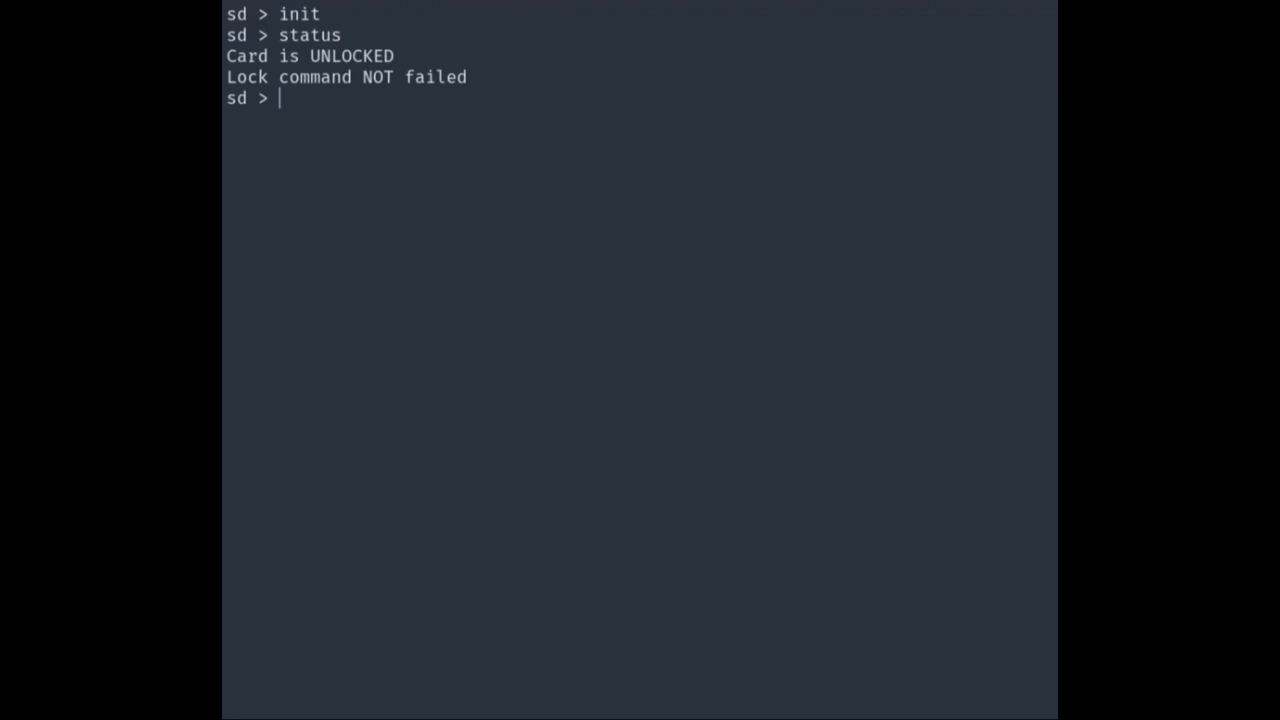 sd > init
sd > status
Card is UNLOCKED
Lock command NOT failed
sd >